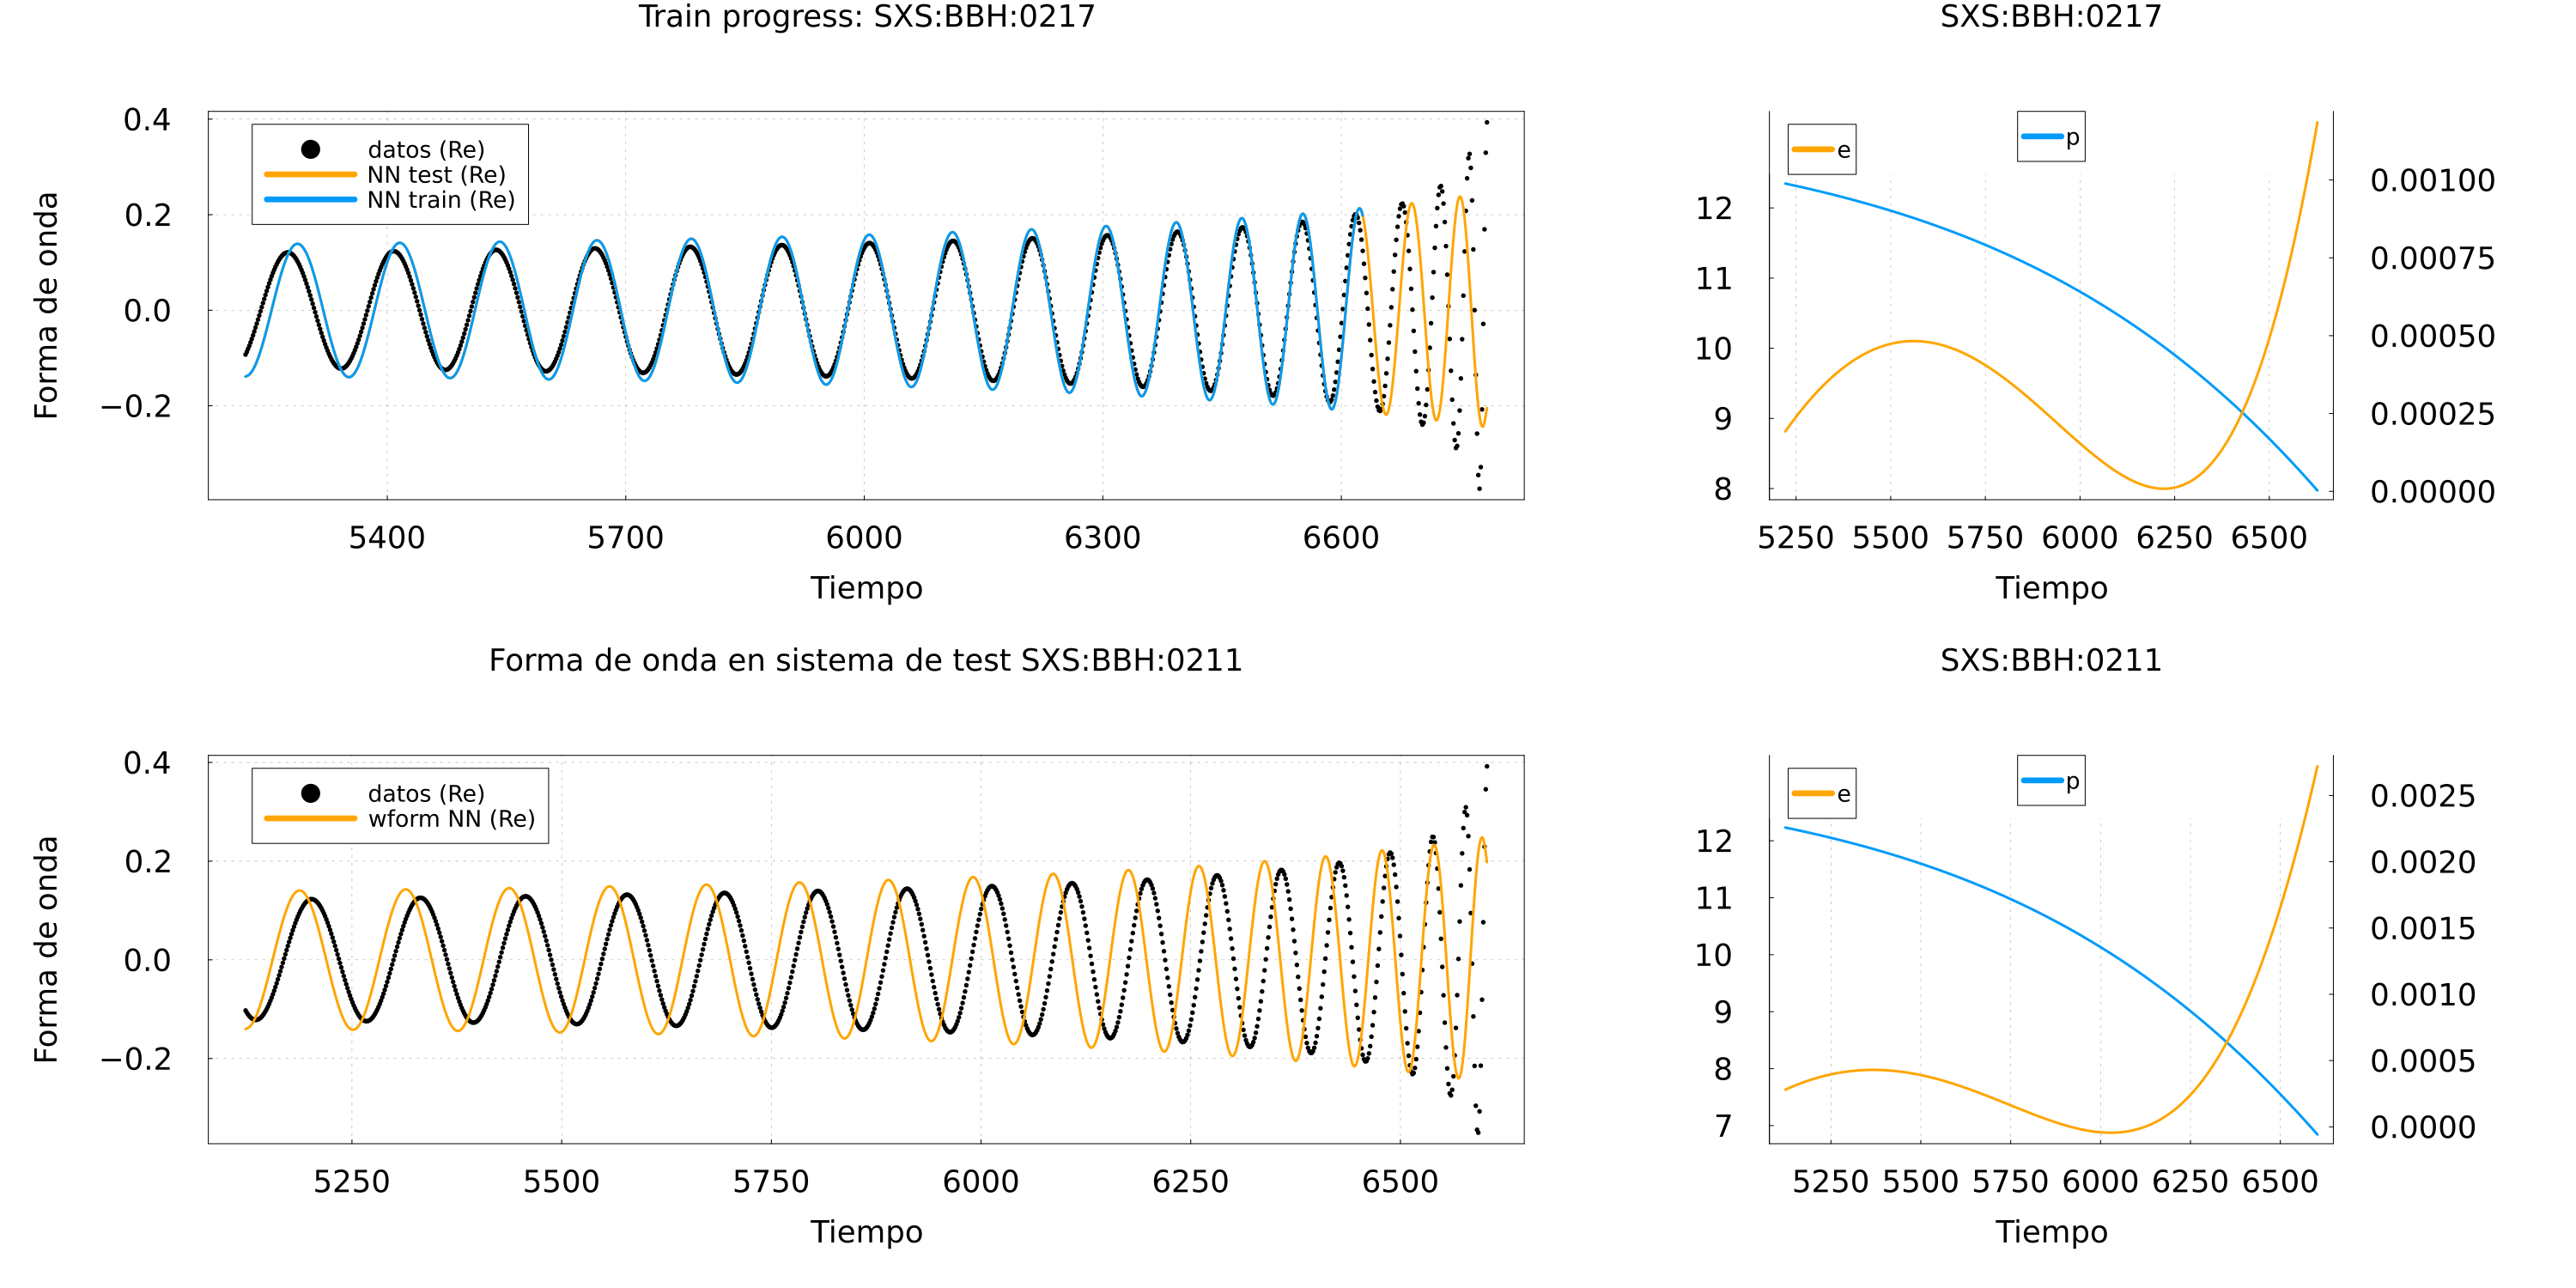 Train progress: SXS:BBH:0217
0.4
0.2
0.0
−0.2
Forma de onda
datos (Re)
NN test (Re)
NN train (Re)
5400 5700 6000 6300 6600
Tiempo
SXS:BBH:0217
e
p
12
11
10
9
8
0.00100
0.00075
0.00050
0.00025
0.00000
5250 5500 5750 6000 6250 6500
Tiempo
Forma de onda en sistema de test SXS:BBH:0211
0.4
0.2
0.0
−0.2
Forma de onda
datos (Re)
wform NN (Re)
5250 5500 5750 6000 6250 6500
Tiempo
SXS:BBH:0211
e
p
12
11
10
9
8
7
0.0025
0.0020
0.0015
0.0010
0.0005
0.0000
5250 5500 5750 6000 6250 6500
Tiempo